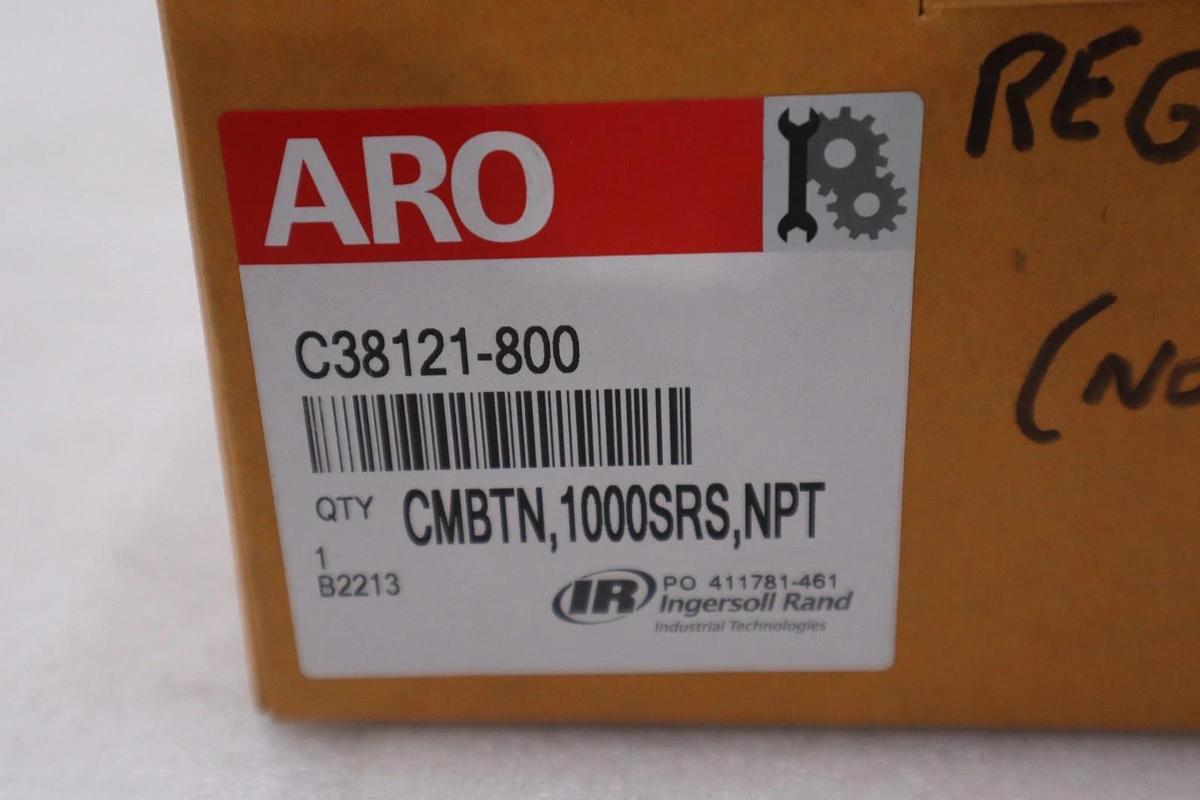 ARO
C38121-800
QTY CMBTN,1000SRS,NPT
1
B2213
PO 411781-461
IR Ingersoll Rand
Industrial Technologies
REG
(NO